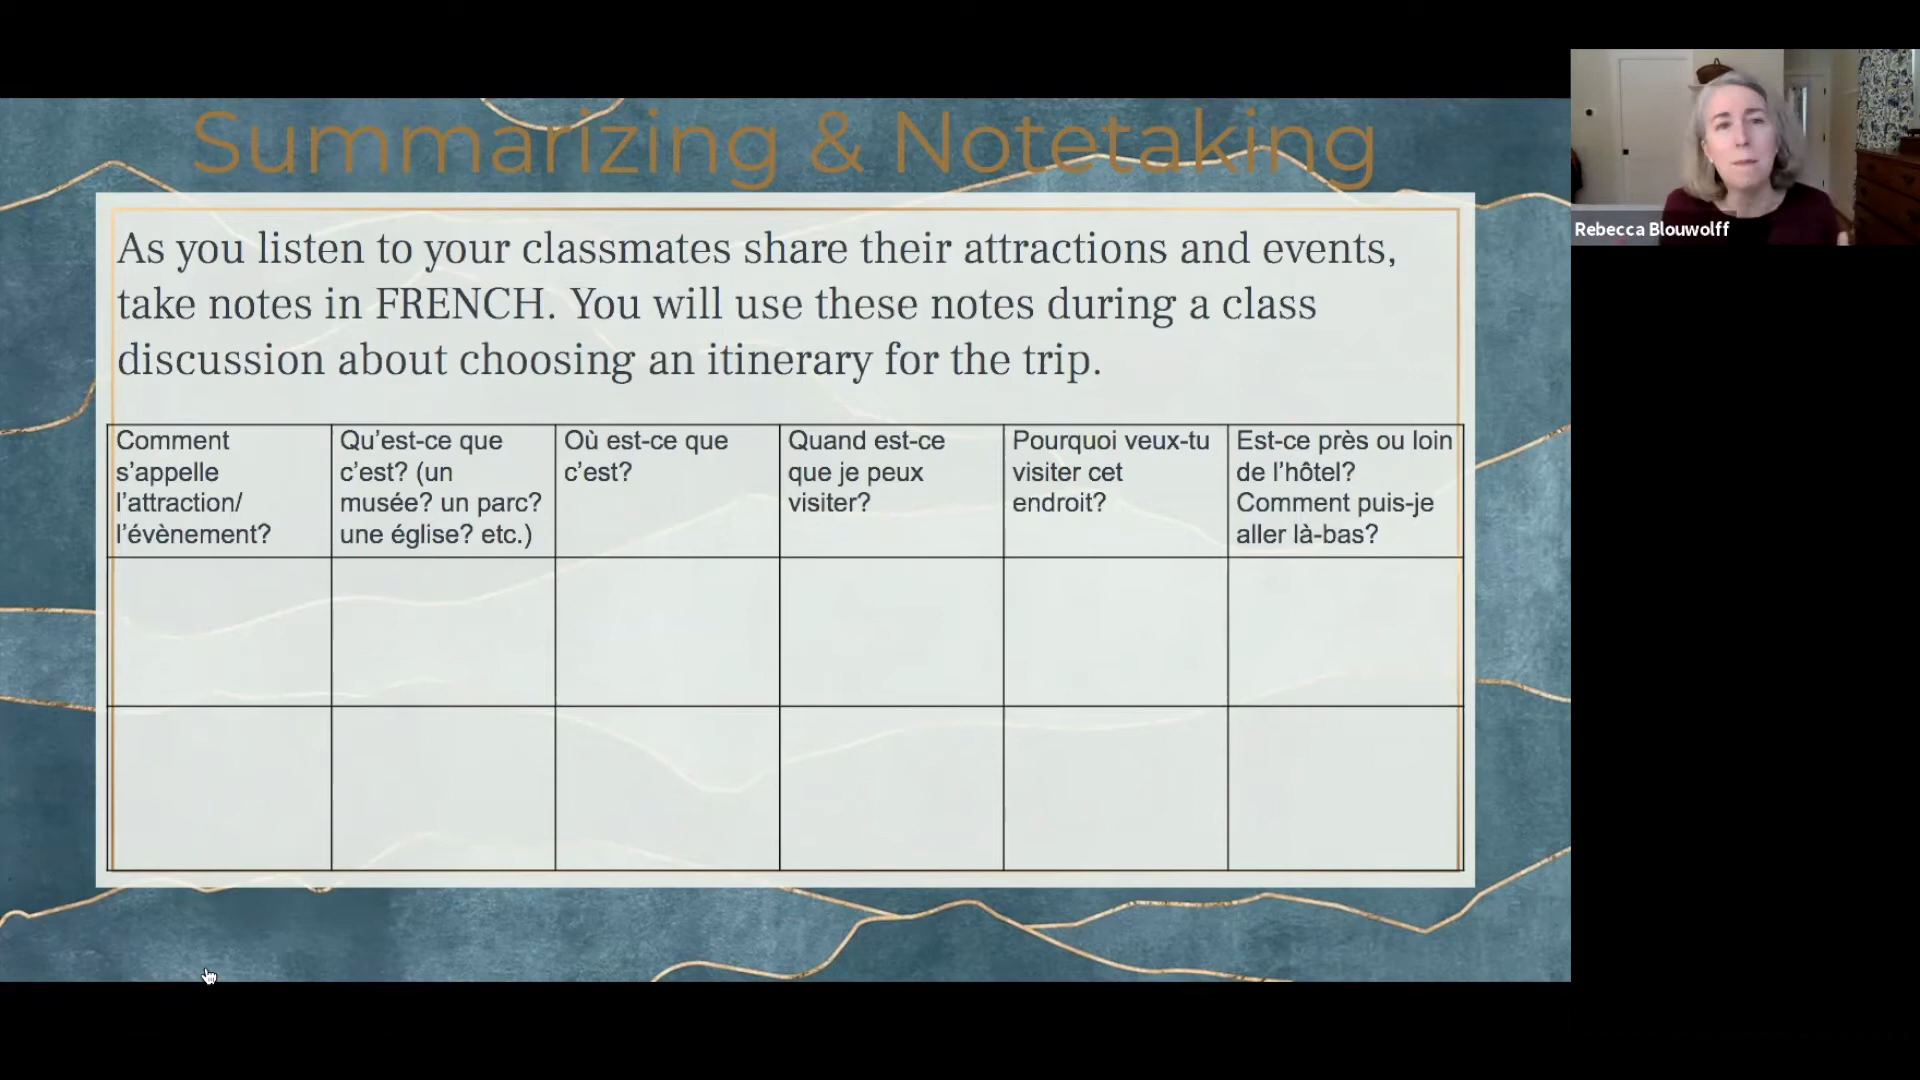 Summarizing & Notetaking
As you listen to your classmates share their attractions and events,
take notes in FRENCH. You will use these notes during a class
discussion about choosing an itinerary for the trip.
Comment
s'appelle
l'attraction/
l'évènement?
Qu'est-ce que
c'est? (un
musée? un parc?
une église? etc.)
Où est-ce que
c'est?
Quand est-ce
que je peux
visiter?
Pourquoi veux-tu
visiter cet
endroit?
Est-ce près ou loin
de l'hôtel?
Comment puis-je
aller là-bas?
Rebecca Blouwolff